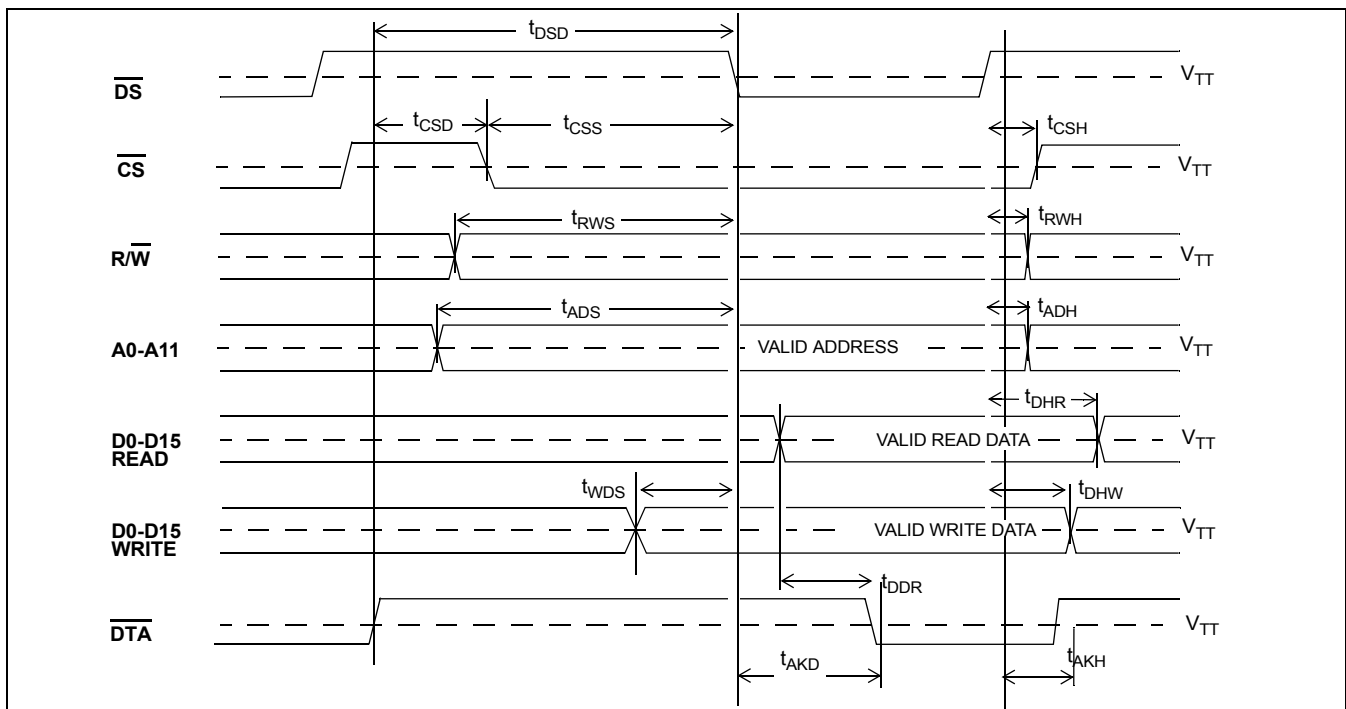 tDSD
DS
VTT
tCSD
tCSS
tCSH
CS
VTT
tRWS
tRWH
R/W
VTT
tADS
tADH
A0-A11
VALID ADDRESS
VTT
tDHR
D0-D15
READ
VALID READ DATA
VTT
tWDS
tDHW
D0-D15
WRITE
VALID WRITE DATA
VTT
tDDR
DTA
VTT
tAKD
tAKH